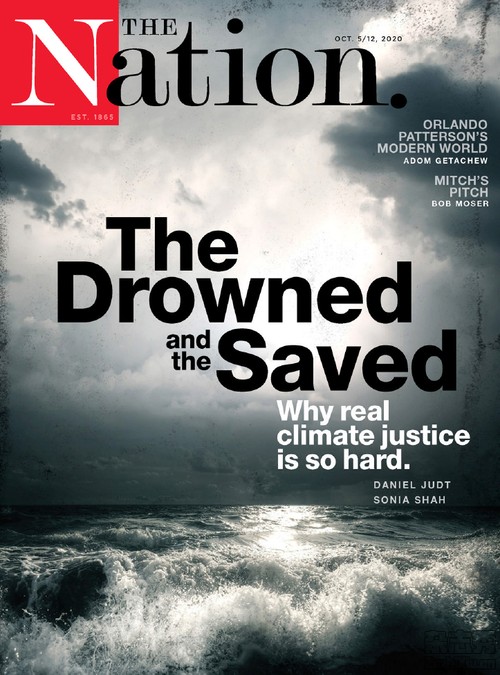 THE
Nation.
EST. 1865
OCT. 5/12, 2020
ORLANDO
PATTERSON'S
MODERN WORLD
ADOM GETACHEW
MITCH'S
PITCH
BOB MOSER
The
Drowned
and
the
Saved
Why real
climate justice
is so hard.
DANIEL JUDT
SONIA SHAH